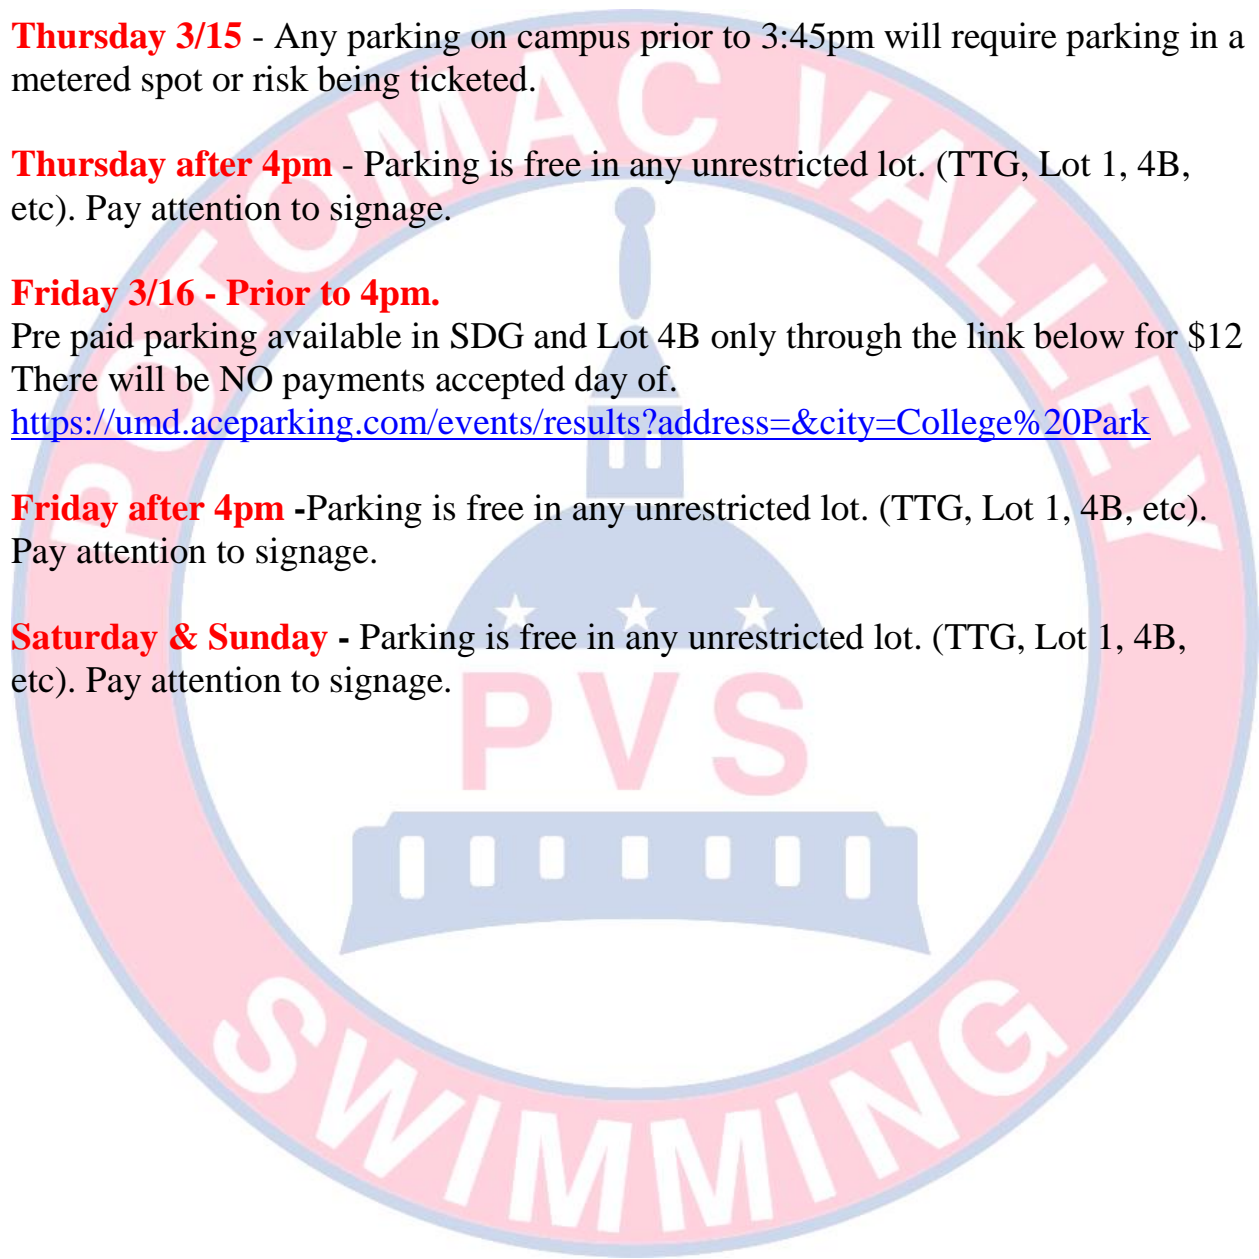 Thursday 3/15 - Any parking on campus prior to 3:45pm will require parking in a
metered spot or risk being ticketed.
Thursday after 4pm - Parking is free in any unrestricted lot. (TTG, Lot 1, 4B,
etc). Pay attention to signage.
Friday 3/16 - Prior to 4pm.
Pre paid parking available in SDG and Lot 4B only through the link below for $12
There will be NO payments accepted day of.
https://umd.aceparking.com/events/results?address=&city=College%20Park
Friday after 4pm -Parking is free in any unrestricted lot. (TTG, Lot 1, 4B, etc).
Pay attention to signage.
Saturday & Sunday - Parking is free in any unrestricted lot. (TTG, Lot 1, 4B,
etc). Pay attention to signage.
POTOMAC VALLEY
PVS
SWIMMING